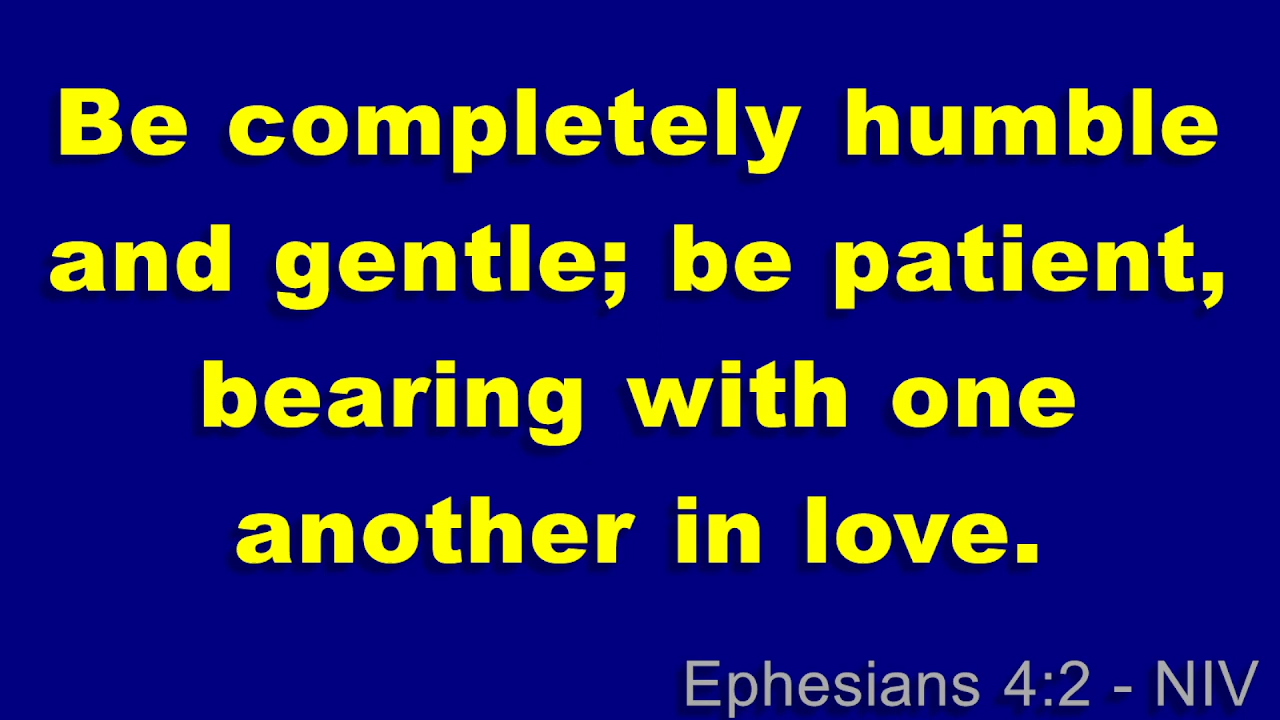 Be completely humble
and gentle; be patient,
bearing with one
another in love.
Ephesians 4:2 - NIV